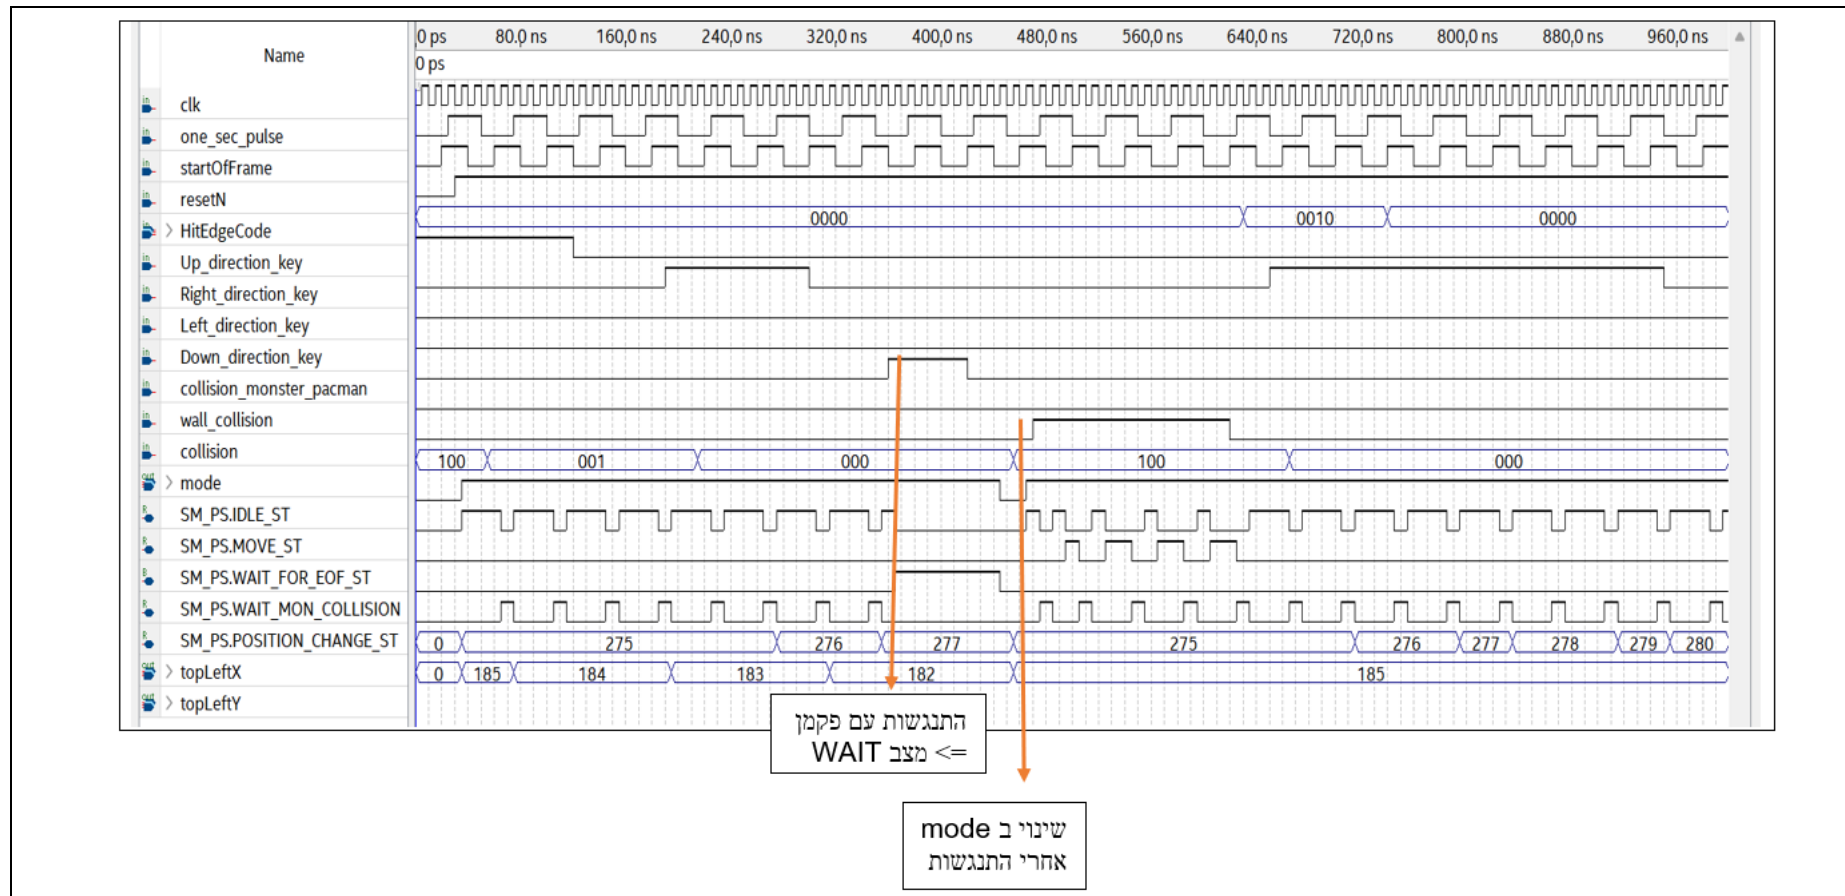 Name
0 ps 80.0 ns 160,0 ns 240,0 ns 320,0 ns 400,0 ns 480,0 ns 560,0 ns 640,0 ns 720,0 ns 800,0 ns 880,0 ns 960,0 ns
0 ps
clk
one_sec_pulse
startOfFrame
resetN
0000 0010 0000
HitEdgeCode
Up_direction_key
Right_direction_key
Left_direction_key
Down_direction_key
collision_monster_pacman
wall_collision
collision
100 001 000 100 000
mode
SM_PS.IDLE_ST
SM_PS.MOVE_ST
SM_PS.WAIT_FOR_EOF_ST
SM_PS.WAIT_MON_COLLISION
SM_PS.POSITION_CHANGE_ST
0 275 276 277 275 276 277 278 279 280
topLeftX
0 185 184 183 182 185
topLeftY
התנגשות עם פקמן
=> מצב WAIT
שינוי ב mode
אחרי התנגשות